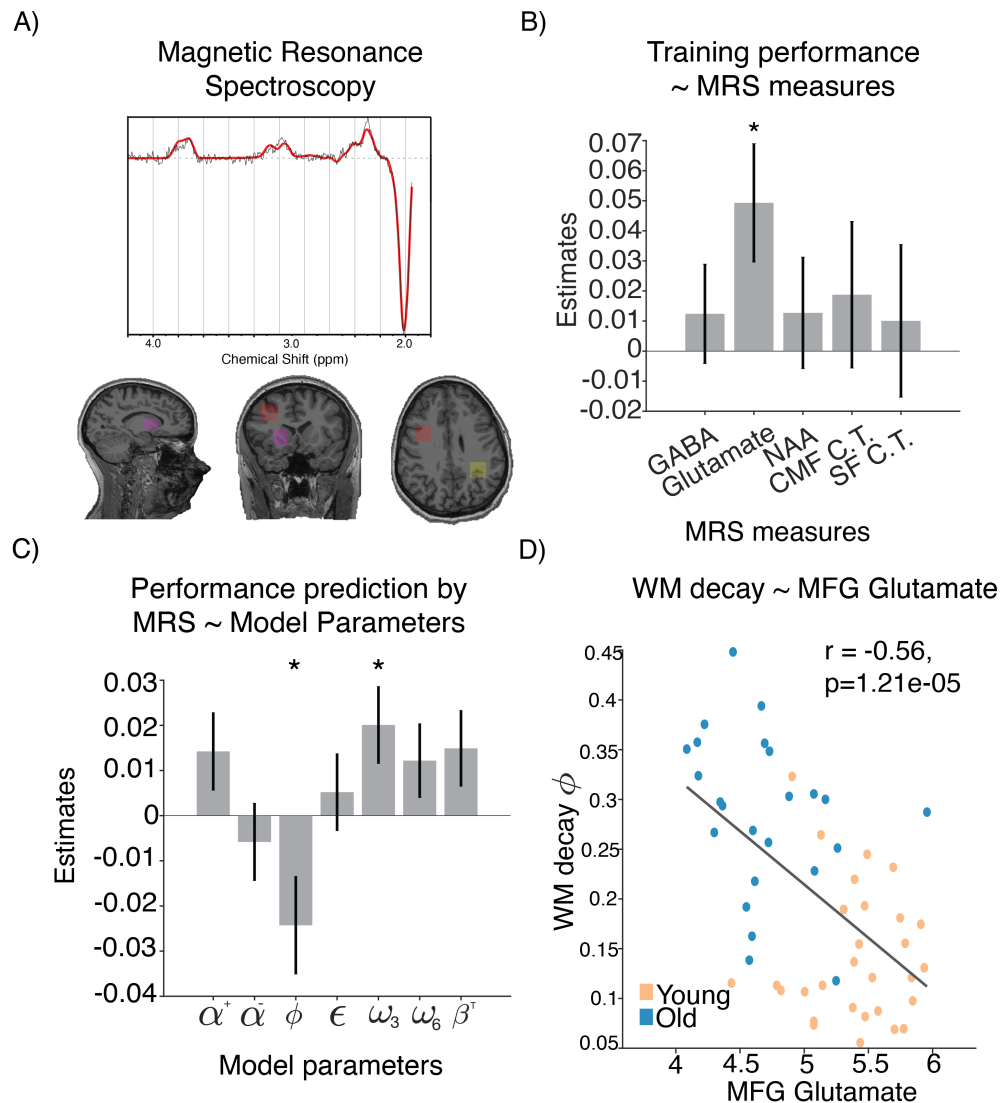 A)
Magnetic Resonance
Spectroscopy
4.0 3.0 2.0
Chemical Shift (ppm)
B)
Training performance
~ MRS measures
*
0.07
0.06
0.05
0.04
0.03
0.02
0.01
0
-0.01
-0.02
Estimates
GABA
Glutamate
NAA
CMF C.T.
SF C.T.
MRS measures
C)
Performance prediction by
MRS ~ Model Parameters
* *
0.03
0.02
0.01
0
-0.01
-0.02
-0.03
-0.04
Estimates
α⁺ α⁻ ϕ ϵ ω₃ ω₆ βᵀ
Model parameters
D)
WM decay ~ MFG Glutamate
r = -0.56,
p=1.21e-05
0.45
0.4
0.35
0.3
0.25
0.2
0.15
0.1
0.05
WM decay ϕ
Young
Old
4 4.5 5 5.5 6
MFG Glutamate